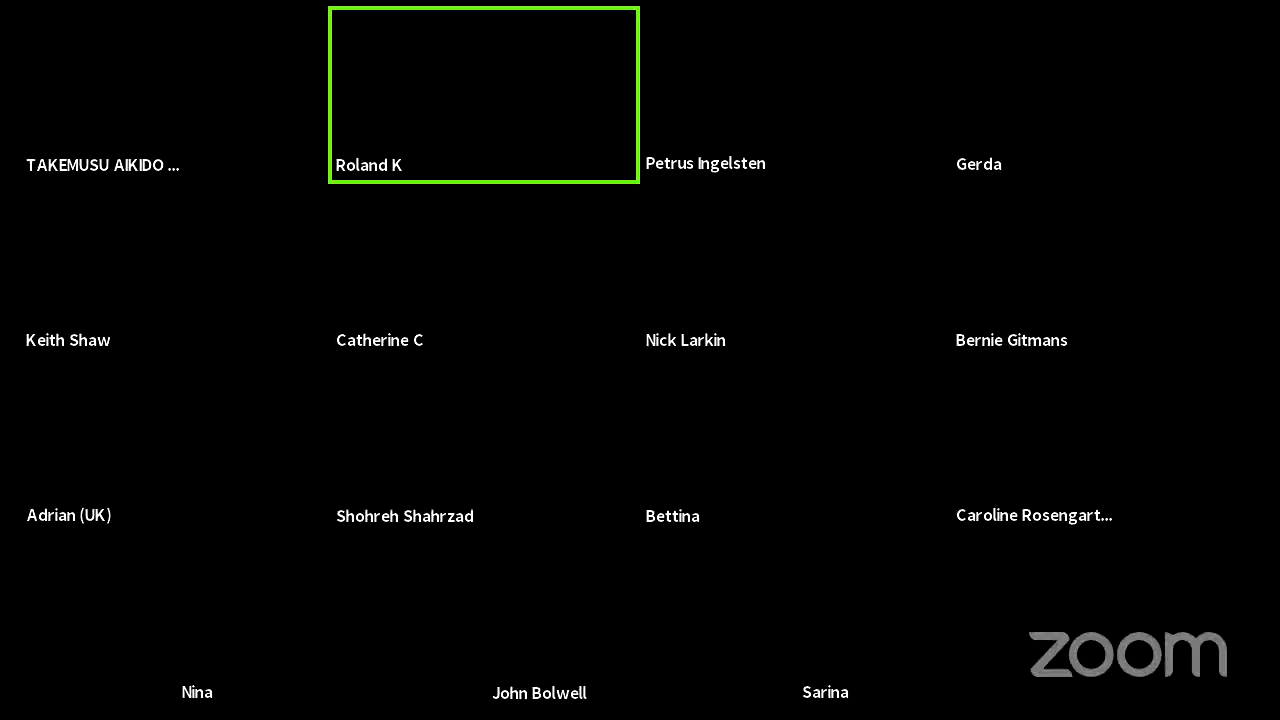 TAKEMUSU AIKIDO ...
Roland K
Petrus Ingelsten
Gerda
Keith Shaw
Catherine C
Nick Larkin
Bernie Gitmans
Adrian (UK)
Shohreh Shahrzad
Bettina
Caroline Rosengart...
zoom
Nina
John Bolwell
Sarina